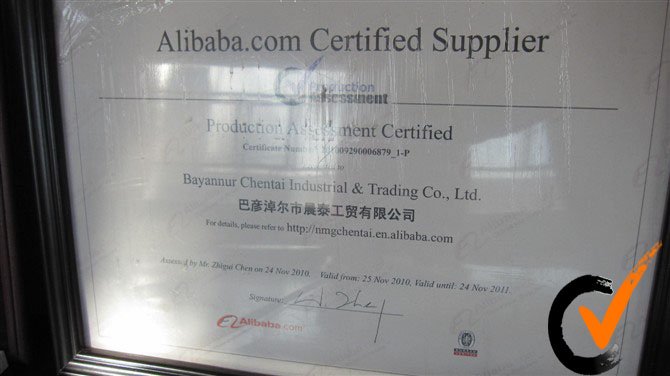 Alibaba.com Certified Supplier
Production
Assessment
Production Assessment Certified
Certificate Number: 09290006879_1-P
to
Bayannur Chentai Industrial & Trading Co., Ltd.
巴彦淖尔市晨泰工贸有限公司
For details, please refer to http://nmgchentai.en.alibaba.com
Assessed by Mr. Zhigui Chen on 24 Nov 2010, Valid from: 25 Nov 2010, Valid until: 24 Nov 2011.
Signature:
Alibaba.com